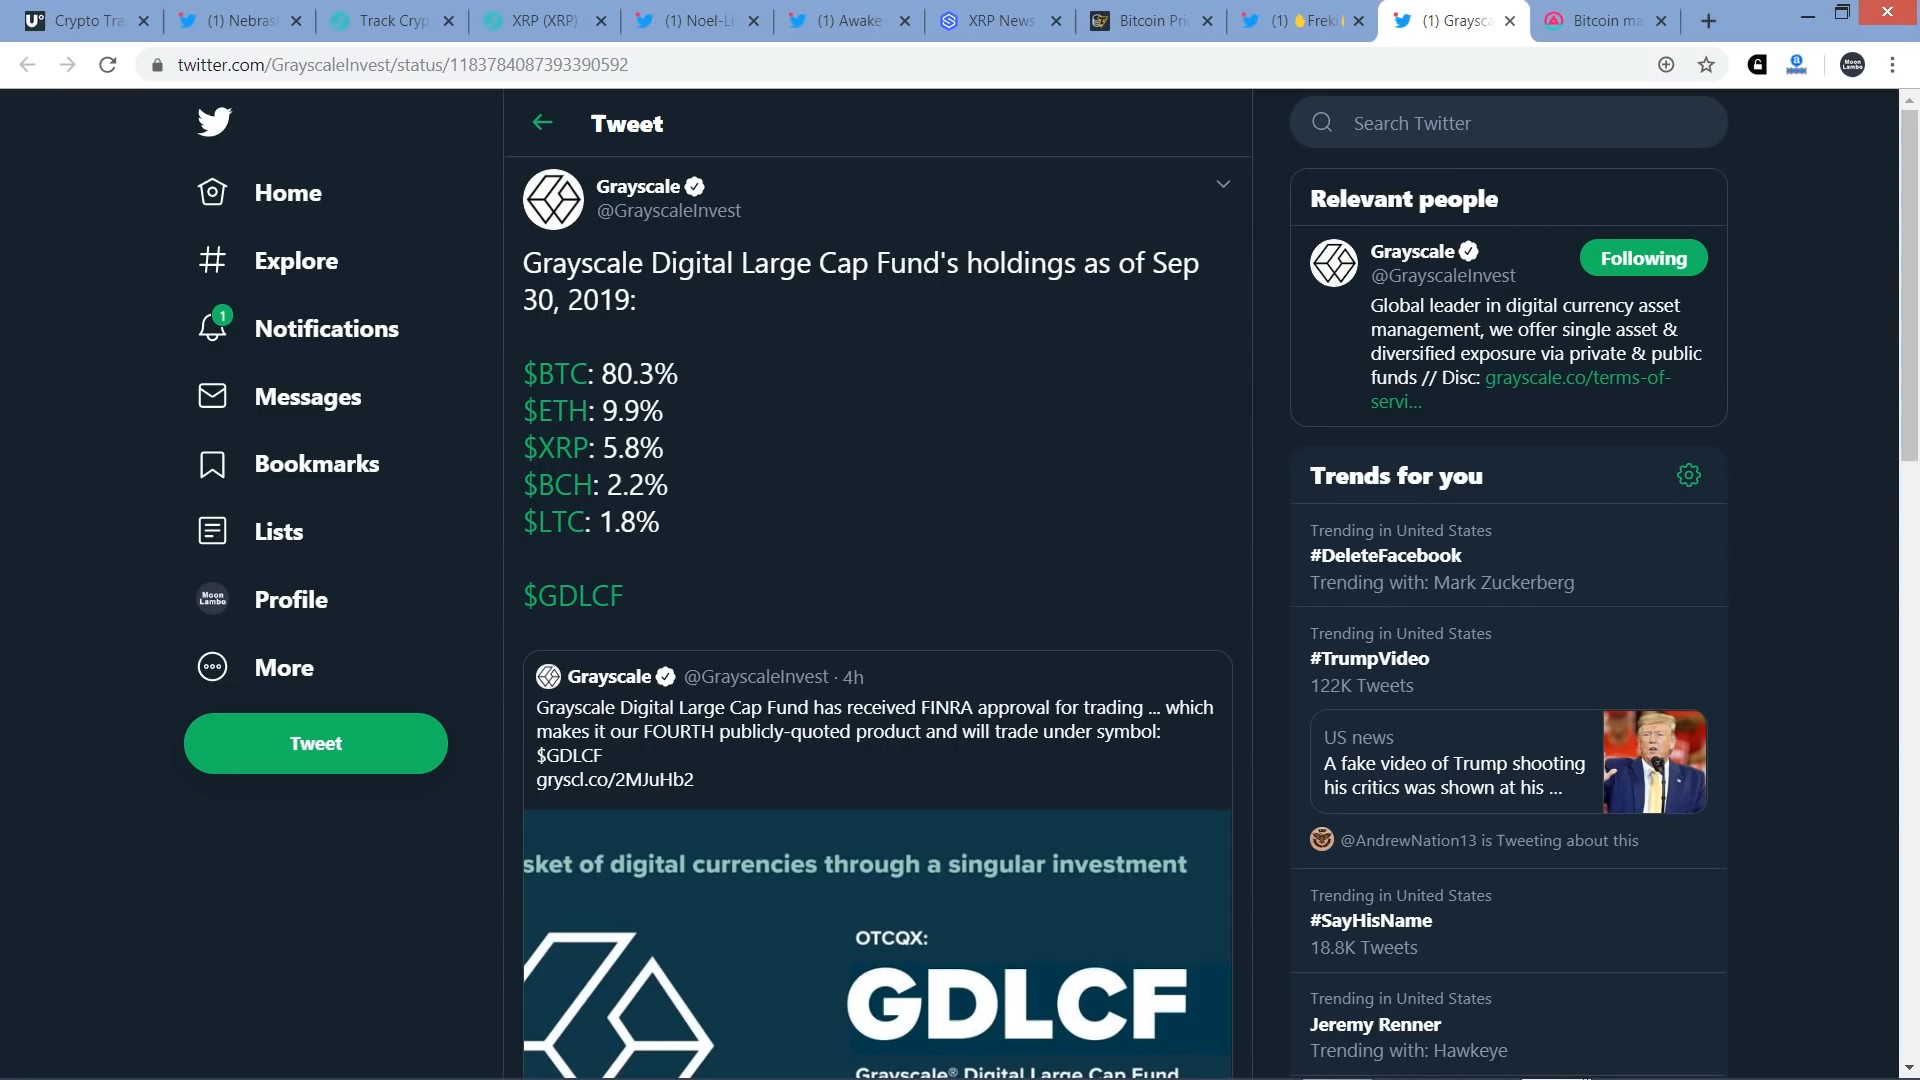 Crypto Tra
(1) Nebras
Track Cryp
XRP (XRP)
(1) Noel-Li
(1) Awake
XRP News
Bitcoin Pric
(1) Frek
(1) Graysca
Bitcoin ma
twitter.com/GrayscaleInvest/status/1183784087393390592
Moon Lambo
Home
Explore
1
Notifications
Messages
Bookmarks
Lists
Moon
Lambo
Profile
More
Tweet
Tweet
Grayscale
@GrayscaleInvest
Grayscale Digital Large Cap Fund's holdings as of Sep
30, 2019:
$BTC: 80.3%
$ETH: 9.9%
$XRP: 5.8%
$BCH: 2.2%
$LTC: 1.8%
$GDLCF
Grayscale @GrayscaleInvest · 4h
Grayscale Digital Large Cap Fund has received FINRA approval for trading ... which
makes it our FOURTH publicly-quoted product and will trade under symbol:
$GDLCF
gryscl.co/2MJuHb2
sket of digital currencies through a singular investment
OTCQX:
GDLCF
Grayscale® Digital Large Cap Fund
Search Twitter
Relevant people
Grayscale
@GrayscaleInvest
Following
Global leader in digital currency asset
management, we offer single asset &
diversified exposure via private & public
funds // Disc: grayscale.co/terms-of-
servi...
Trends for you
Trending in United States
#DeleteFacebook
Trending with: Mark Zuckerberg
Trending in United States
#TrumpVideo
122K Tweets
US news
A fake video of Trump shooting
his critics was shown at his ...
@AndrewNation13 is Tweeting about this
Trending in United States
#SayHisName
18.8K Tweets
Trending in United States
Jeremy Renner
Trending with: Hawkeye